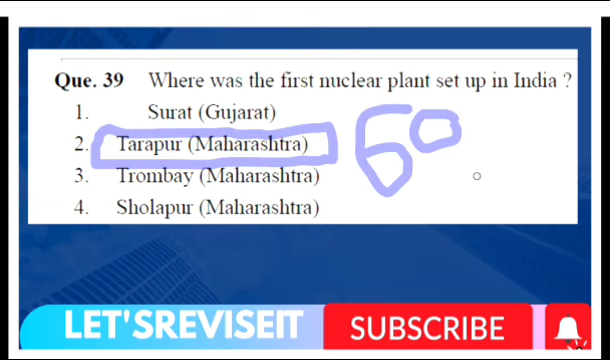 Que. 39 Where was the first nuclear plant set up in India ?
1. Surat (Gujarat)
2. Tarapur (Maharashtra)
3. Trombay (Maharashtra)
4. Sholapur (Maharashtra)
60
LET'SREVISEIT SUBSCRIBE